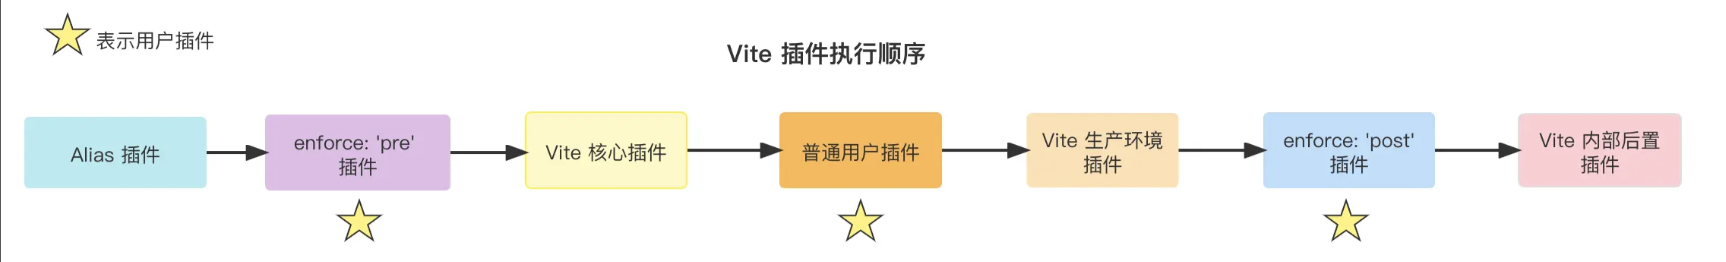 表示用户插件
Vite 插件执行顺序
Alias 插件
enforce: 'pre'
插件
Vite 核心插件
普通用户插件
Vite 生产环境
插件
enforce: 'post'
插件
Vite 内部后置
插件